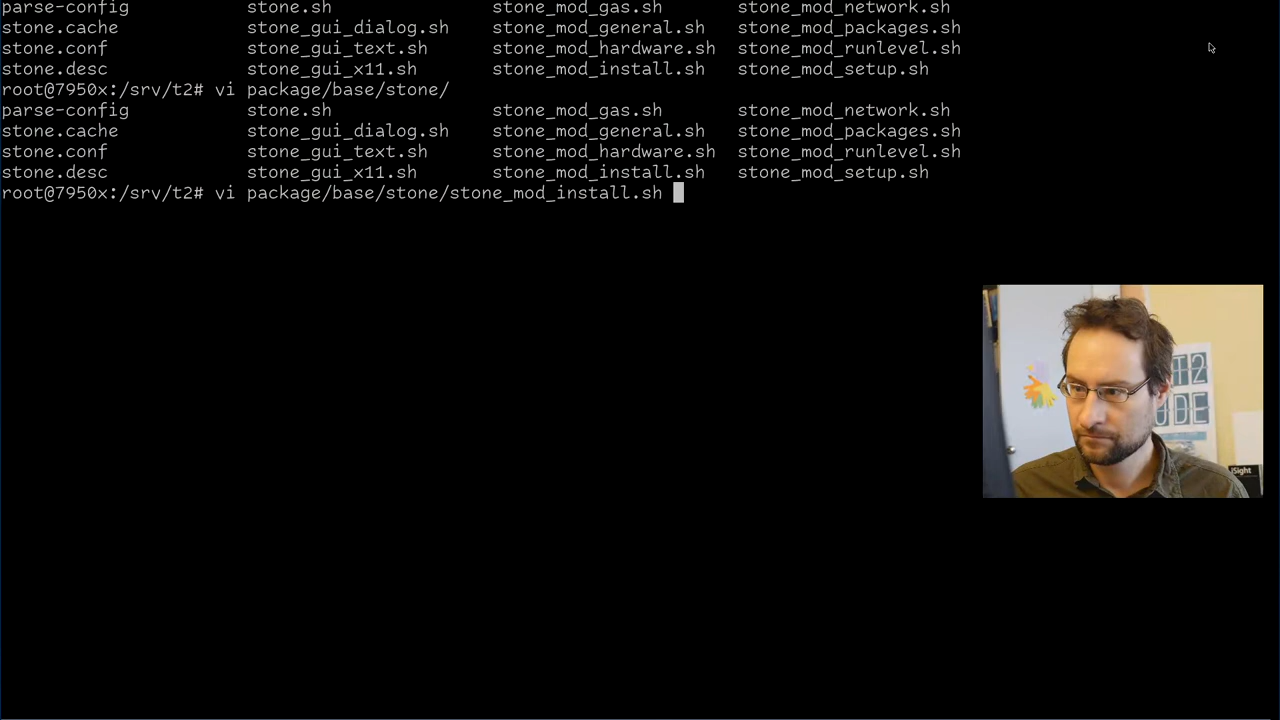 parse-config stone.sh stone_mod_gas.sh stone_mod_network.sh
stone.cache stone_gui_dialog.sh stone_mod_general.sh stone_mod_packages.sh
stone.conf stone_gui_text.sh stone_mod_hardware.sh stone_mod_runlevel.sh
stone.desc stone_gui_x11.sh stone_mod_install.sh stone_mod_setup.sh
root@7950x:/srv/t2# vi package/base/stone/
parse-config stone.sh stone_mod_gas.sh stone_mod_network.sh
stone.cache stone_gui_dialog.sh stone_mod_general.sh stone_mod_packages.sh
stone.conf stone_gui_text.sh stone_mod_hardware.sh stone_mod_runlevel.sh
stone.desc stone_gui_x11.sh stone_mod_install.sh stone_mod_setup.sh
root@7950x:/srv/t2# vi package/base/stone/stone_mod_install.sh
T2
DE
iSight